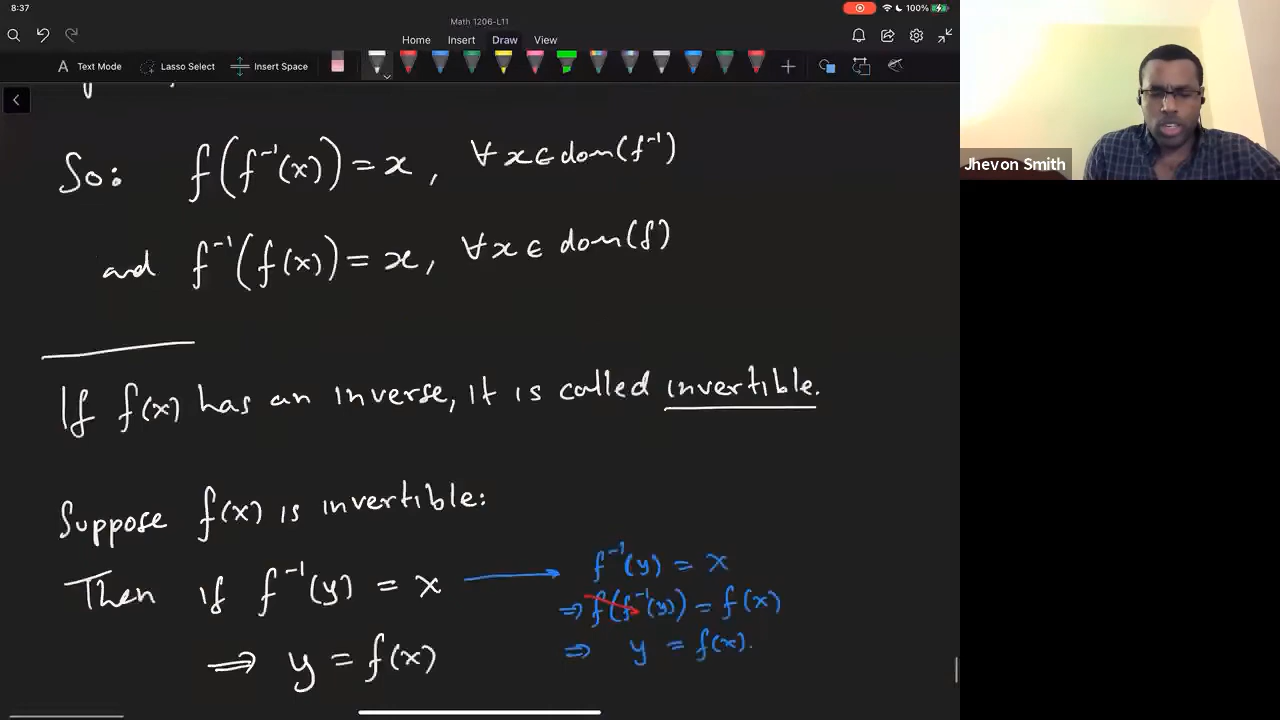 8:37
100%
Math 1206-L11
Home Insert Draw View
Text Mode Lasso Select Insert Space
Jhevon Smith
So: f(f⁻¹(x)) = x, ∀x∈dom(f⁻¹)
and f⁻¹(f(x)) = x, ∀x∈dom(f)
If f(x) has an inverse, it is called invertible.
Suppose f(x) is invertible:
Then if f⁻¹(y) = x → f⁻¹(y) = x
⇒ f(f⁻¹(y)) = f(x)
⇒ y = f(x).
⇒ y = f(x)